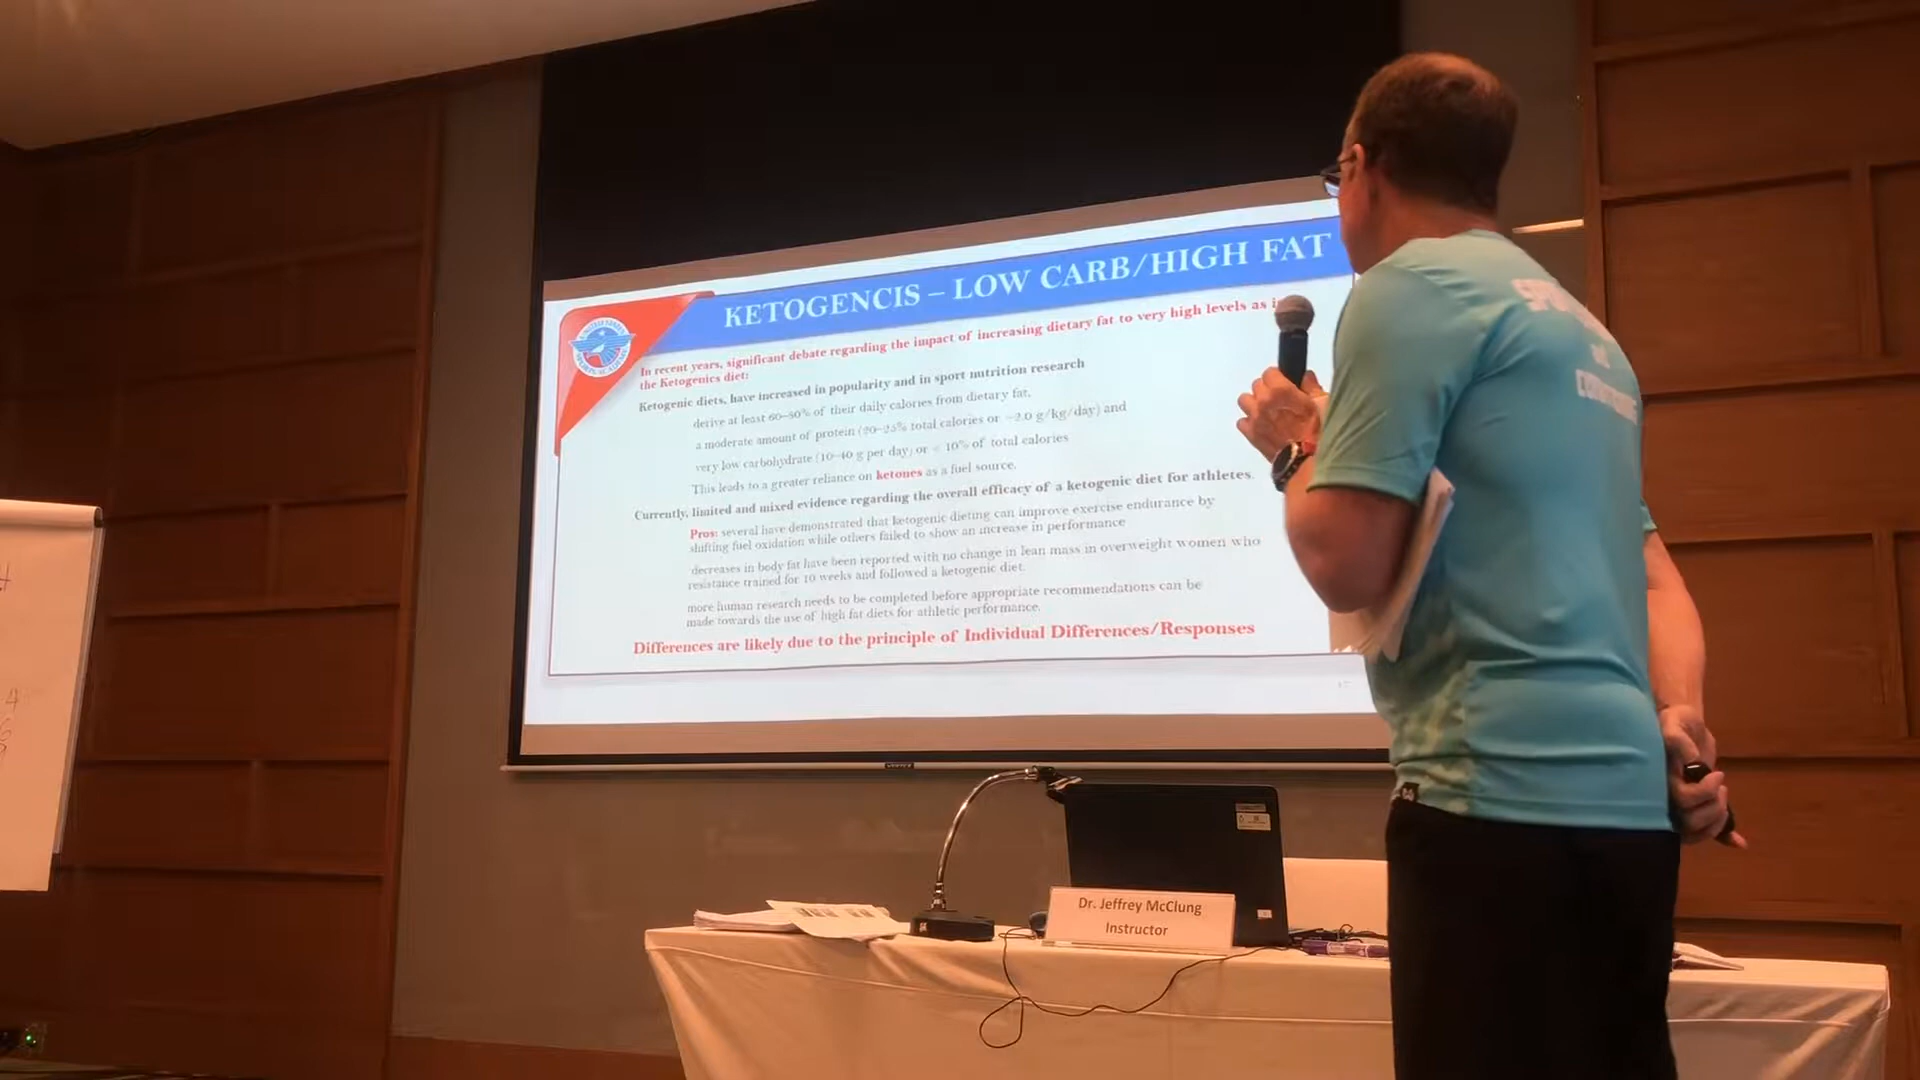 KETOGENCIS – LOW CARB/HIGH FAT
In recent years, significant debate regarding the impact of increasing dietary fat to very high levels as
the Ketogenics diet:
Ketogenic diets, have increased in popularity and in sport nutrition research
derive at least 60–80% of their daily calories from dietary fat,
a moderate amount of protein (20–25% total calories or ~2.0 g/kg/day) and
very low carbohydrate (10–40 g per day) or < 10% of total calories
This leads to a greater reliance on ketones as a fuel source.
Currently, limited and mixed evidence regarding the overall efficacy of a ketogenic diet for athletes.
Pros: several have demonstrated that ketogenic dieting can improve exercise endurance by
shifting fuel oxidation while others failed to show an increase in performance
decreases in body fat have been reported with no change in lean mass in overweight women who
resistance trained for 10 weeks and followed a ketogenic diet.
more human research needs to be completed before appropriate recommendations can be
made towards the use of high fat diets for athletic performance.
Differences are likely due to the principle of Individual Differences/Responses
UNITED STATES
SPORTS ACADEMY
Dr. Jeffrey McClung
Instructor